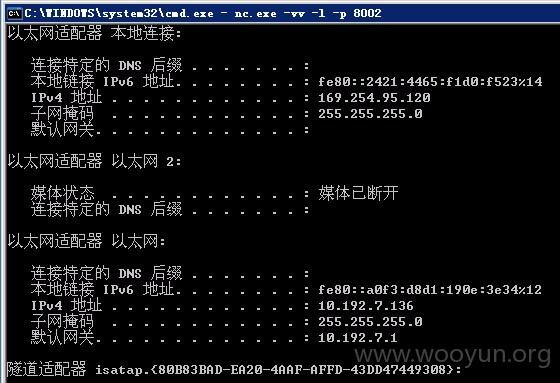 C:\WINDOWS\system32\cmd.exe - nc.exe -vv -l -p 8002
以太网适配器 本地连接:
连接特定的 DNS 后缀 . . . . . . . :
本地链接 IPv6 地址. . . . . . . . : fe80::2421:4465:f1d0:f523%14
IPv4 地址 . . . . . . . . . . . . : 169.254.95.120
子网掩码 . . . . . . . . . . . . : 255.255.255.0
默认网关. . . . . . . . . . . . . :
以太网适配器 以太网 2:
媒体状态 . . . . . . . . . . . . : 媒体已断开
连接特定的 DNS 后缀 . . . . . . . :
以太网适配器 以太网:
连接特定的 DNS 后缀 . . . . . . . :
本地链接 IPv6 地址. . . . . . . . : fe80::a0f3:d8d1:190e:3e34%12
IPv4 地址 . . . . . . . . . . . . : 10.192.7.136
子网掩码 . . . . . . . . . . . . : 255.255.255.0
默认网关. . . . . . . . . . . . . : 10.192.7.1
www.wooyun.org
隧道适配器 isatap.{80B83BAD-EA20-4AAF-AFFD-43DD47449308}: